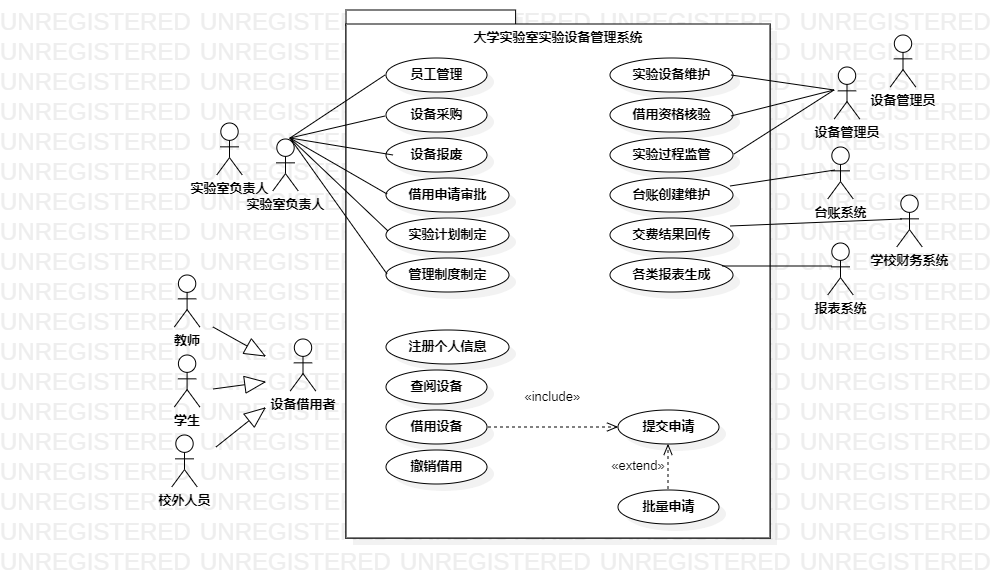 大学实验室实验设备管理系统
员工管理
设备采购
设备报废
借用申请审批
实验计划制定
管理制度制定
实验设备维护
借用资格核验
实验过程监管
台账创建维护
交费结果回传
各类报表生成
注册个人信息
查阅设备
借用设备
撤销借用
«include»
提交申请
«extend»
批量申请
实验室负责人
实验室负责人
教师
学生
校外人员
设备借用者
设备管理员
设备管理员
台账系统
学校财务系统
报表系统
UNREGISTERED